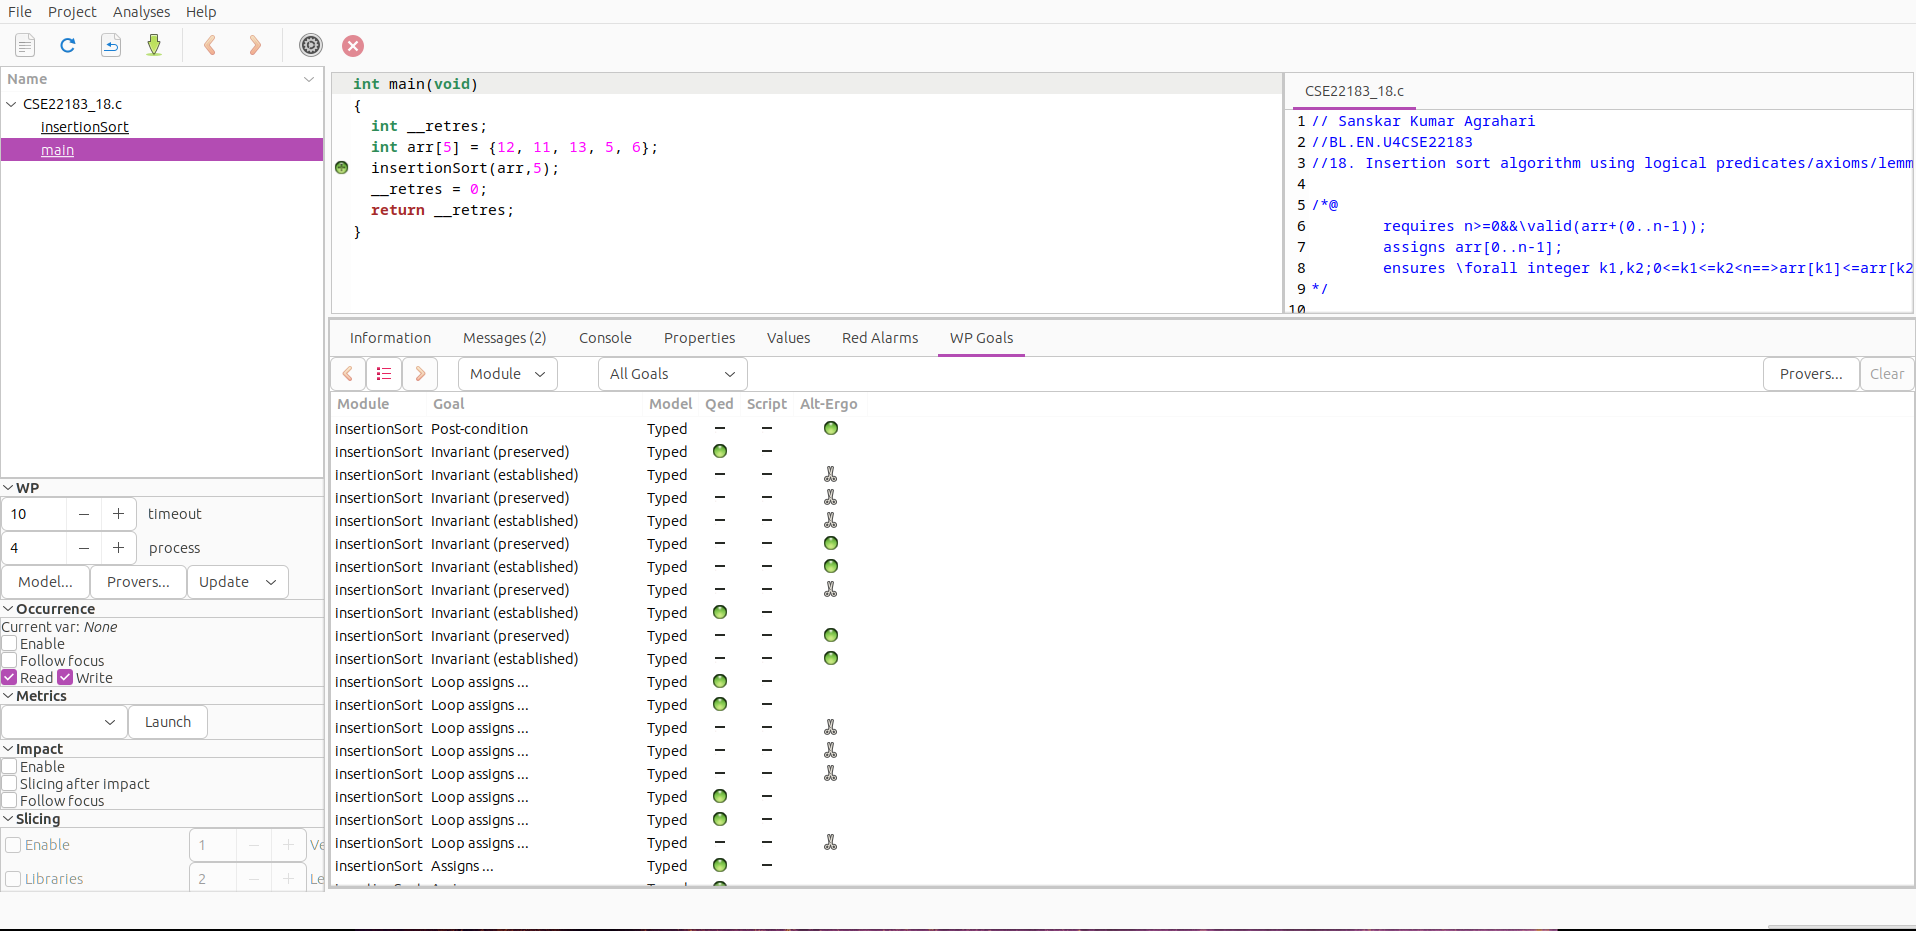 File Project Analyses Help
Name
CSE22183_18.c
insertionSort
main
int main(void)
{
int __retres;
int arr[5] = {12, 11, 13, 5, 6};
insertionSort(arr,5);
__retres = 0;
return __retres;
}
CSE22183_18.c
1 // Sanskar Kumar Agrahari
2 //BL.EN.U4CSE22183
3 //18. Insertion sort algorithm using logical predicates/axioms/lemm
4
5 /*@
6 requires n>=0&&\valid(arr+(0..n-1));
7 assigns arr[0..n-1];
8 ensures \forall integer k1,k2;0<=k1<=k2<n==>arr[k1]<=arr[k2
9 */
10
Information Messages (2) Console Properties Values Red Alarms WP Goals
Module All Goals Provers... Clear
Module Goal Model Qed Script Alt-Ergo
insertionSort Post-condition Typed
insertionSort Invariant (preserved) Typed
insertionSort Invariant (established) Typed
insertionSort Invariant (preserved) Typed
insertionSort Invariant (established) Typed
insertionSort Invariant (preserved) Typed
insertionSort Invariant (established) Typed
insertionSort Invariant (preserved) Typed
insertionSort Invariant (established) Typed
insertionSort Invariant (preserved) Typed
insertionSort Invariant (established) Typed
insertionSort Loop assigns ... Typed
insertionSort Loop assigns ... Typed
insertionSort Loop assigns ... Typed
insertionSort Loop assigns ... Typed
insertionSort Loop assigns ... Typed
insertionSort Loop assigns ... Typed
insertionSort Loop assigns ... Typed
insertionSort Loop assigns ... Typed
insertionSort Assigns ... Typed
WP
10 − + timeout
4 − + process
Model... Provers... Update
Occurrence
Current var: None
Enable
Follow focus
Read Write
Metrics
Launch
Impact
Enable
Slicing after impact
Follow focus
Slicing
Enable 1 − + Ve
Libraries 2 − + Le